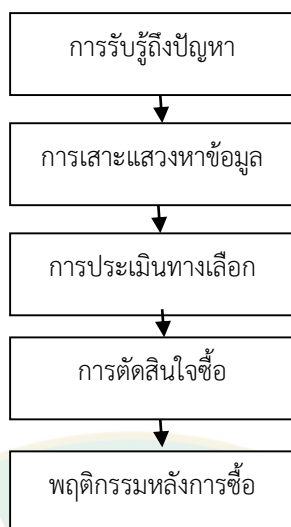 การรับรู้ถึงปัญหา
การเสาะแสวงหาข้อมูล
การประเมินทางเลือก
การตัดสินใจซื้อ
พฤติกรรมหลังการซื้อ